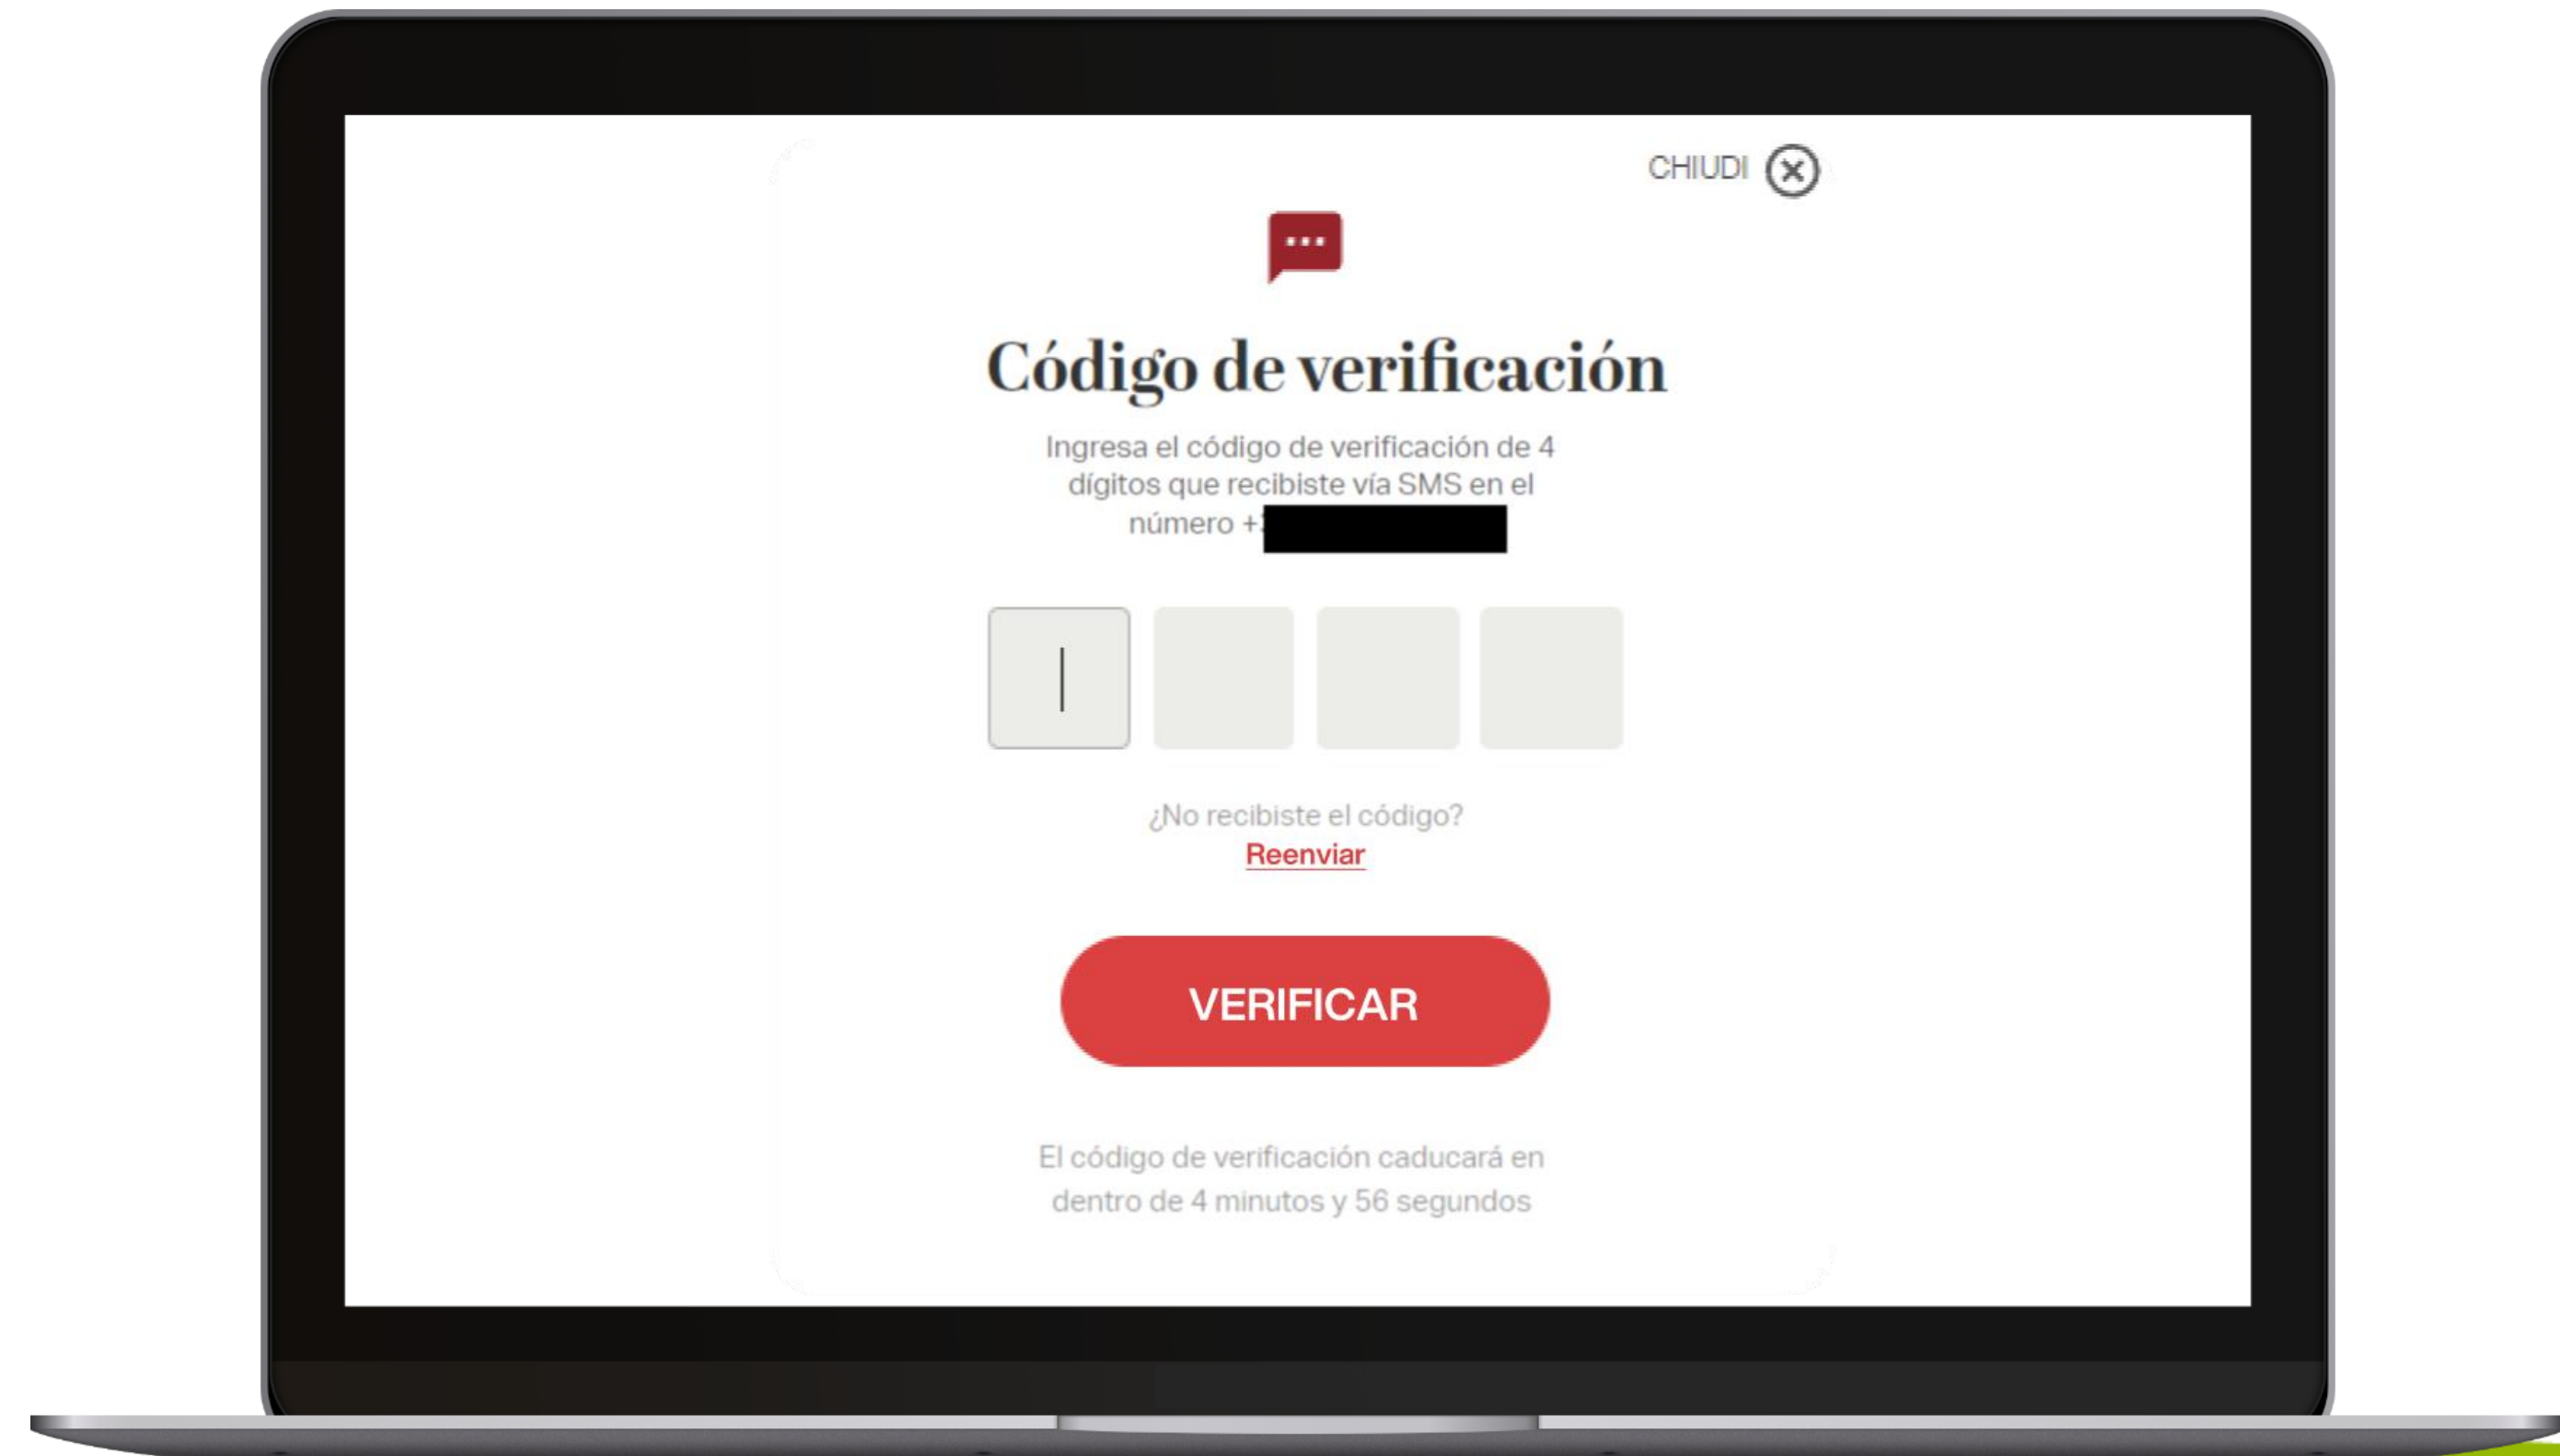 CHIUDI
Código de verificación
Ingresa el código de verificación de 4
dígitos que recibiste vía SMS en el
número +
¿No recibiste el código?
Reenviar
VERIFICAR
El código de verificación caducará en
dentro de 4 minutos y 56 segundos